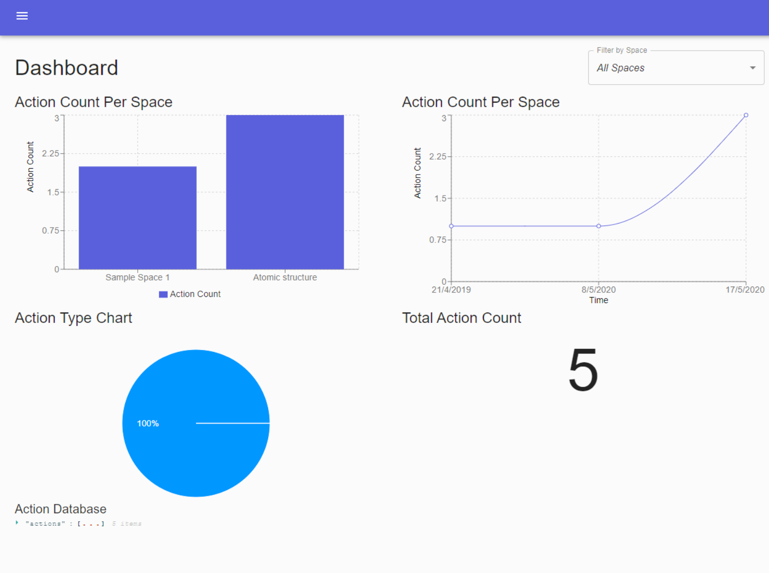 Filter by Space
Dashboard
All Spaces
Action Count Per Space
3
2.25
1.5
0.75
0
Action Count
Sample Space 1
Atomic structure
Action Count
Action Count Per Space
3
2.25
1.5
0.75
0
Action Count
21/4/2019
8/5/2020
17/5/2020
Time
Action Type Chart
100%
Total Action Count
5
Action Database
"actions" : [...] 5 items